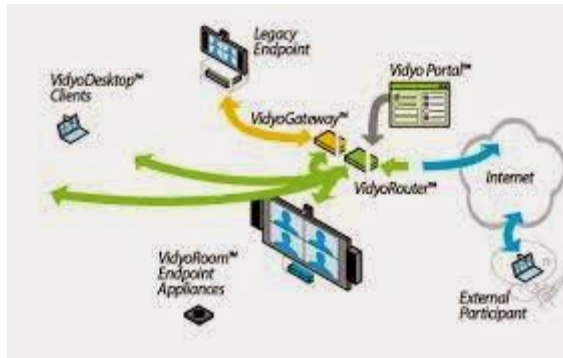 Legacy
Endpoint
VidyoDesktop™
Clients
Vidyo Portal™
VidyoGateway™
VidyoRouter™
Internet
VidyoRoom™
Endpoint
Appliances
External
Participant